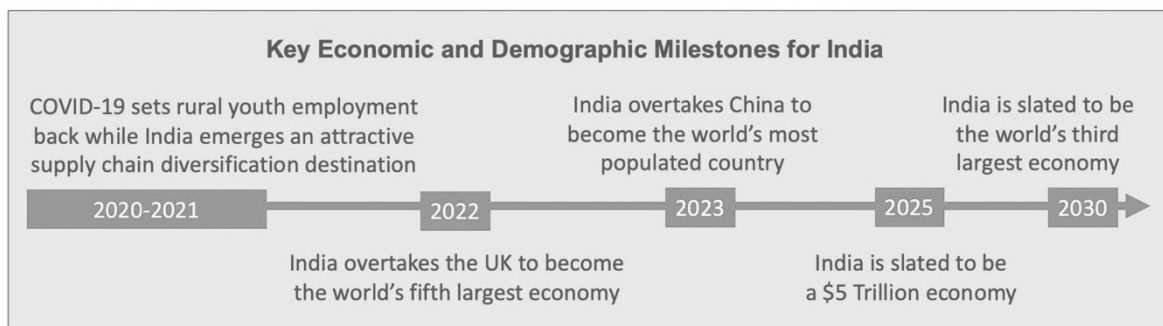 Key Economic and Demographic Milestones for India
COVID-19 sets rural youth employment
back while India emerges an attractive
supply chain diversification destination
India overtakes China to
become the world's most
populated country
India is slated to be
the world's third
largest economy
2020-2021
2022
2023
2025
2030
India overtakes the UK to become
the world's fifth largest economy
India is slated to be
a $5 Trillion economy